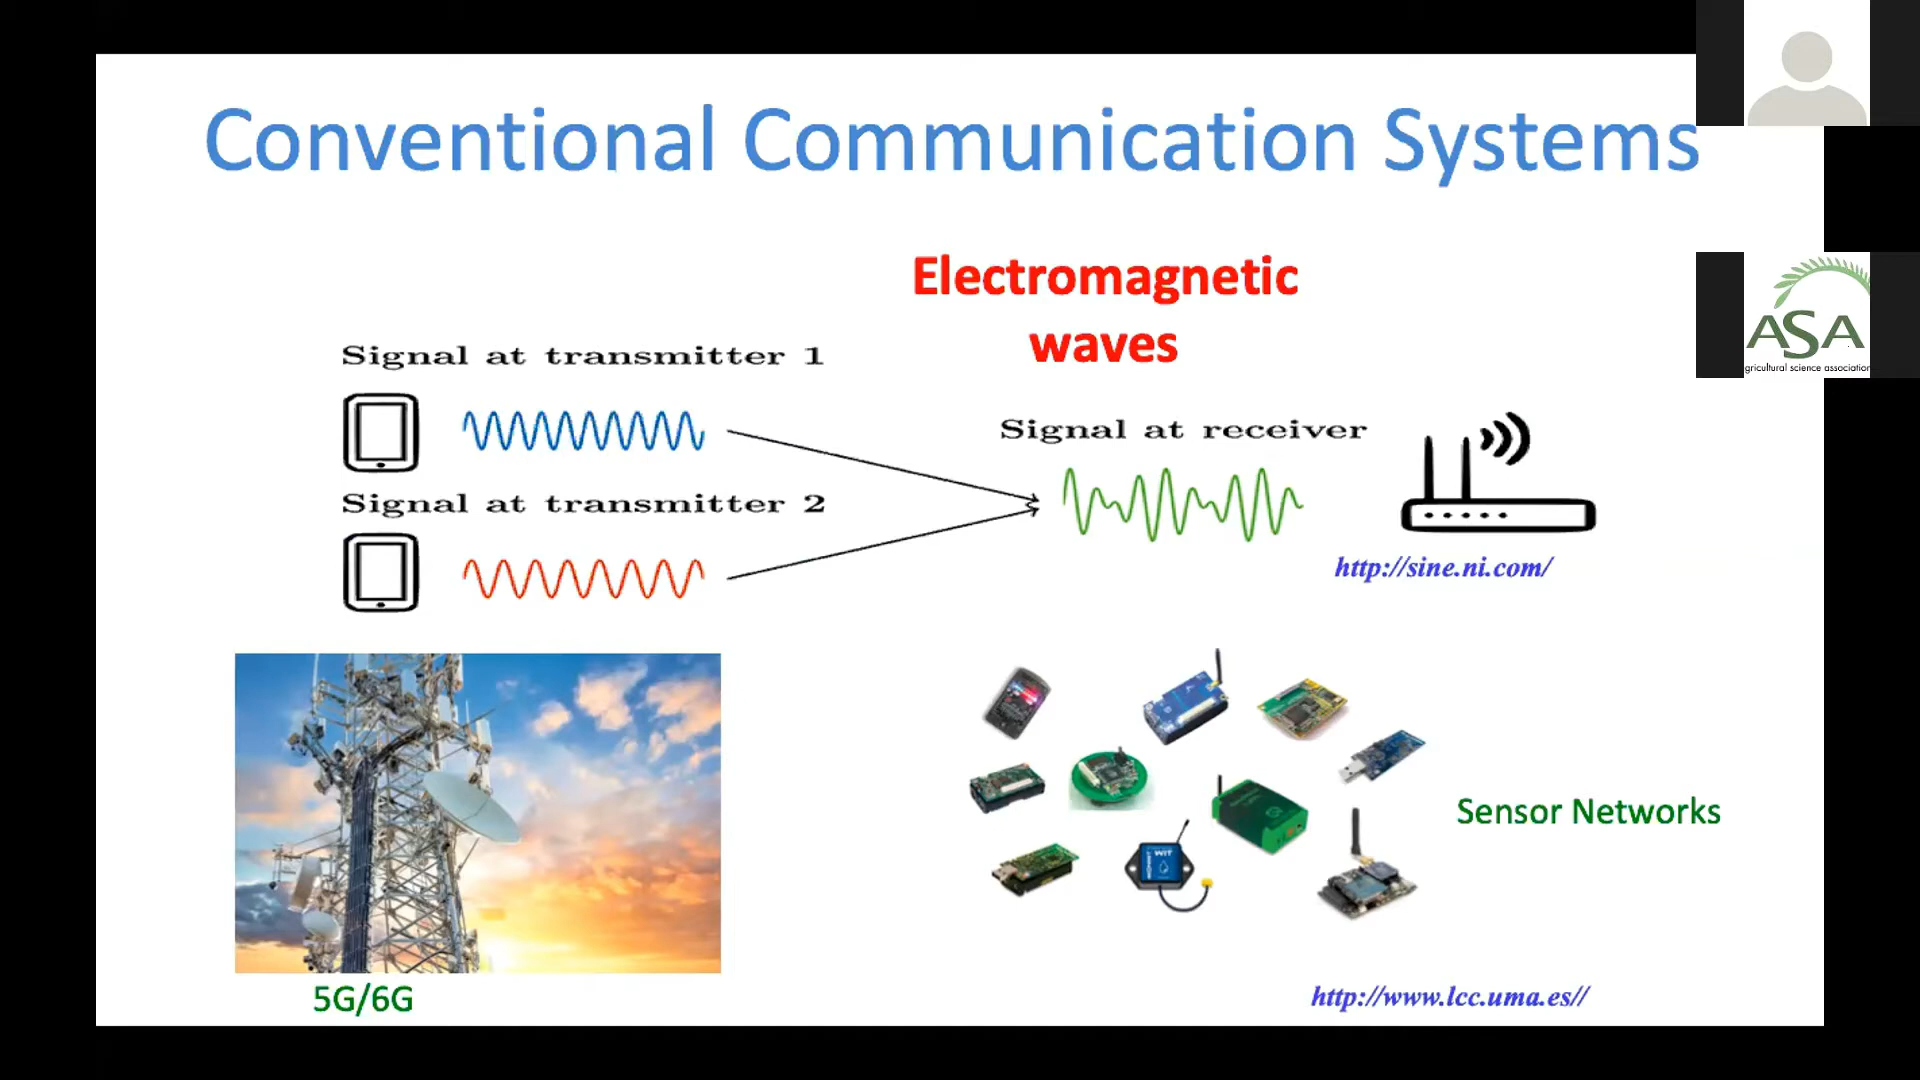 Conventional Communication Systems
Electromagnetic
waves
Signal at transmitter 1
Signal at receiver
Signal at transmitter 2
http://sine.ni.com/
ASA
gricultural science association
Sensor Networks
5G/6G
http://www.lcc.uma.es//